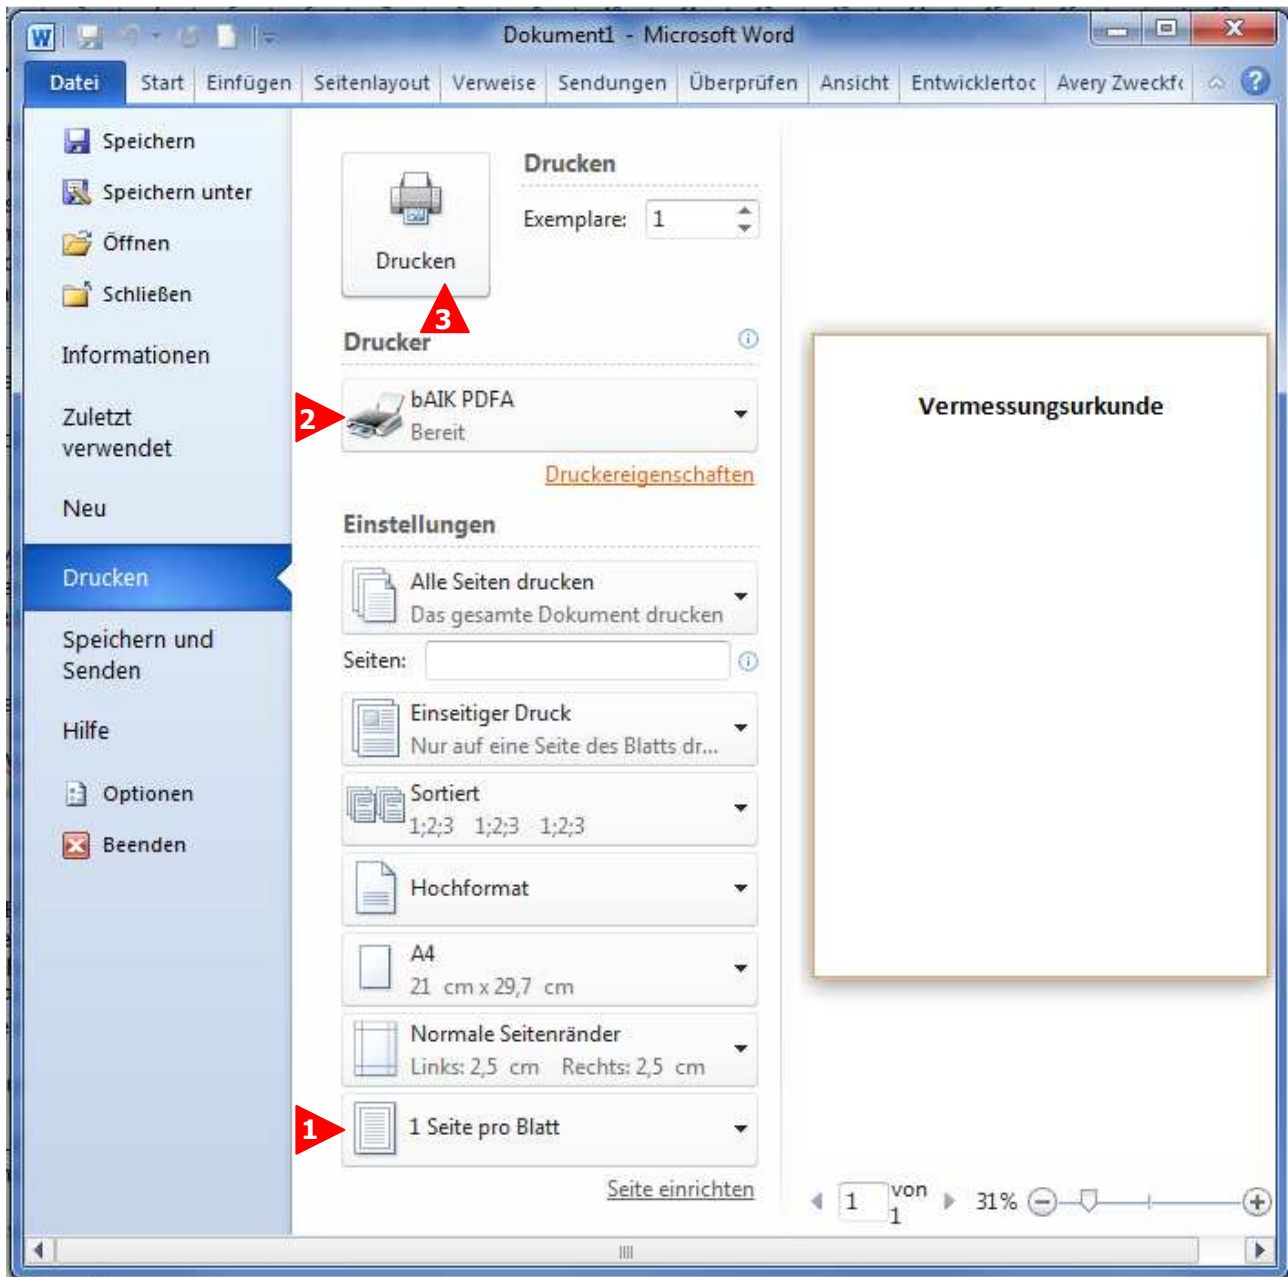 Dokument1 - Microsoft Word
Datei Start Einfügen Seitenlayout Verweise Sendungen Überprüfen Ansicht Entwicklertoc Avery Zweckfc
Speichern
Speichern unter
Öffnen
Schließen
Informationen
Zuletzt
verwendet
Neu
Drucken
Speichern und
Senden
Hilfe
Optionen
Beenden
Drucken
Drucken
Exemplare: 1
3
Drucker
2
bAIK PDFA
Bereit
Druckereigenschaften
Einstellungen
Alle Seiten drucken
Das gesamte Dokument drucken
Seiten:
Einseitiger Druck
Nur auf eine Seite des Blatts dr...
Sortiert
1;2;3 1;2;3 1;2;3
Hochformat
A4
21 cm x 29,7 cm
Normale Seitenränder
Links: 2,5 cm Rechts: 2,5 cm
1
1 Seite pro Blatt
Seite einrichten
Vermessungsurkunde
1 von 1
31%